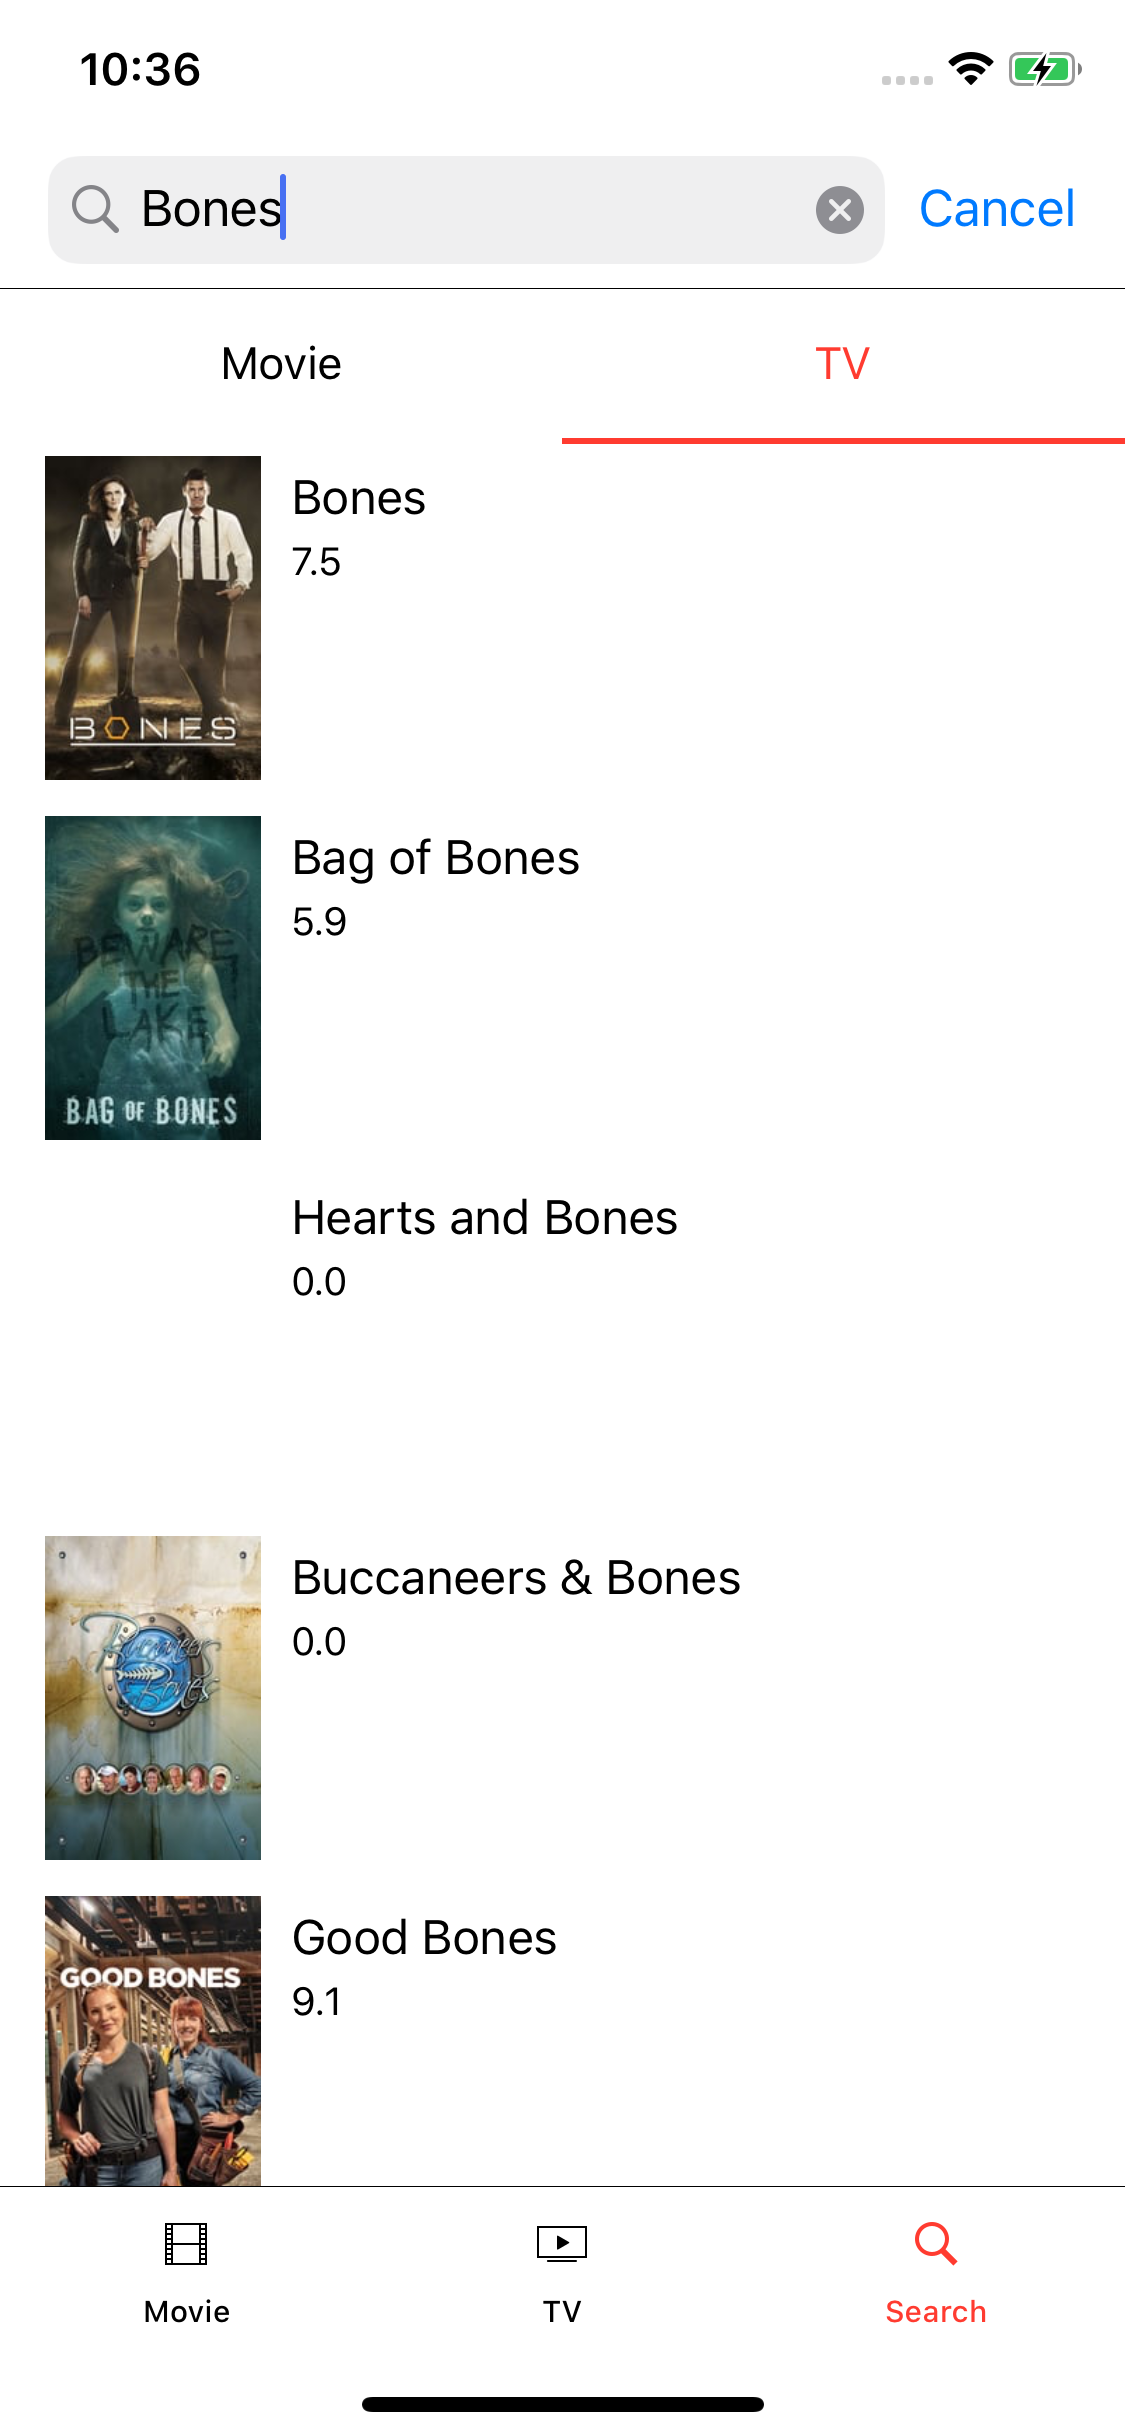 10:36
Bones
Cancel
Movie
TV
Bones
7.5
BONES
Bag of Bones
5.9
BEWARE
THE
LAKE
BAG OF BONES
Hearts and Bones
0.0
Buccaneers & Bones
0.0
Buccaneers
Bones
Good Bones
9.1
GOOD BONES
Movie
TV
Search